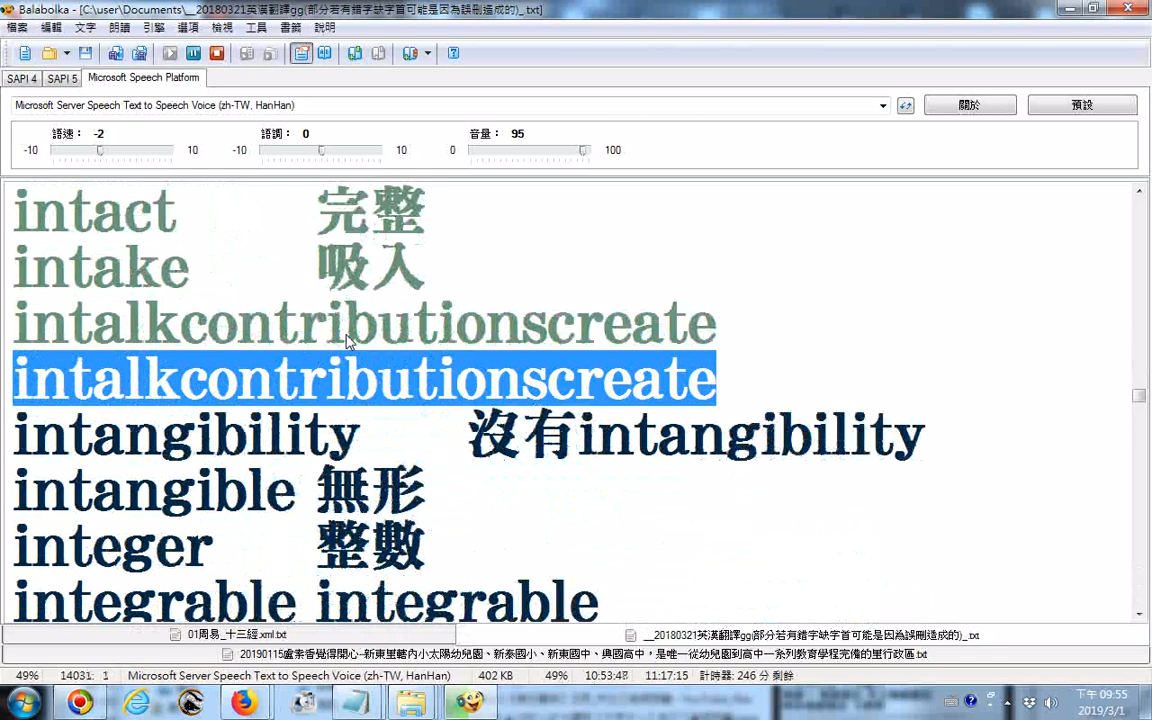 Balabolka - [C:\user\Documents\__20180321英漢翻譯gg(部分若有錯字缺字首可能是因為誤刪造成的)_.txt]
檔案 編輯 文字 朗讀 引擎 選項 檢視 工具 書籤 說明
SAPI 4 SAPI 5 Microsoft Speech Platform
Microsoft Server Speech Text to Speech Voice (zh-TW, HanHan) 關於 預設
語速： -2 語調： 0 音量： 95
-10 10 -10 10 0 100
intact 完整
intake 吸入
intalkcontributionscreate
intalkcontributionscreate
intangibility 沒有intangibility
intangible 無形
integer 整數
integrable integrable
01周易_十三經.xml.txt __20180321英漢翻譯gg(部分若有錯字缺字首可能是因為誤刪造成的)_.txt
20190115盧素香覺得開心-新東里轄內小太陽幼兒園、新泰國小、新東國中、興國高中，是唯一從幼兒園到高中一系列教育學程完備的里行政區.txt
49% 14031: 1 Microsoft Server Speech Text to Speech Voice (zh-TW, HanHan) 402 KB 49% 10:53:48 11:17:15 計時器: 246 分 剩餘
下午 09:55
2019/3/1